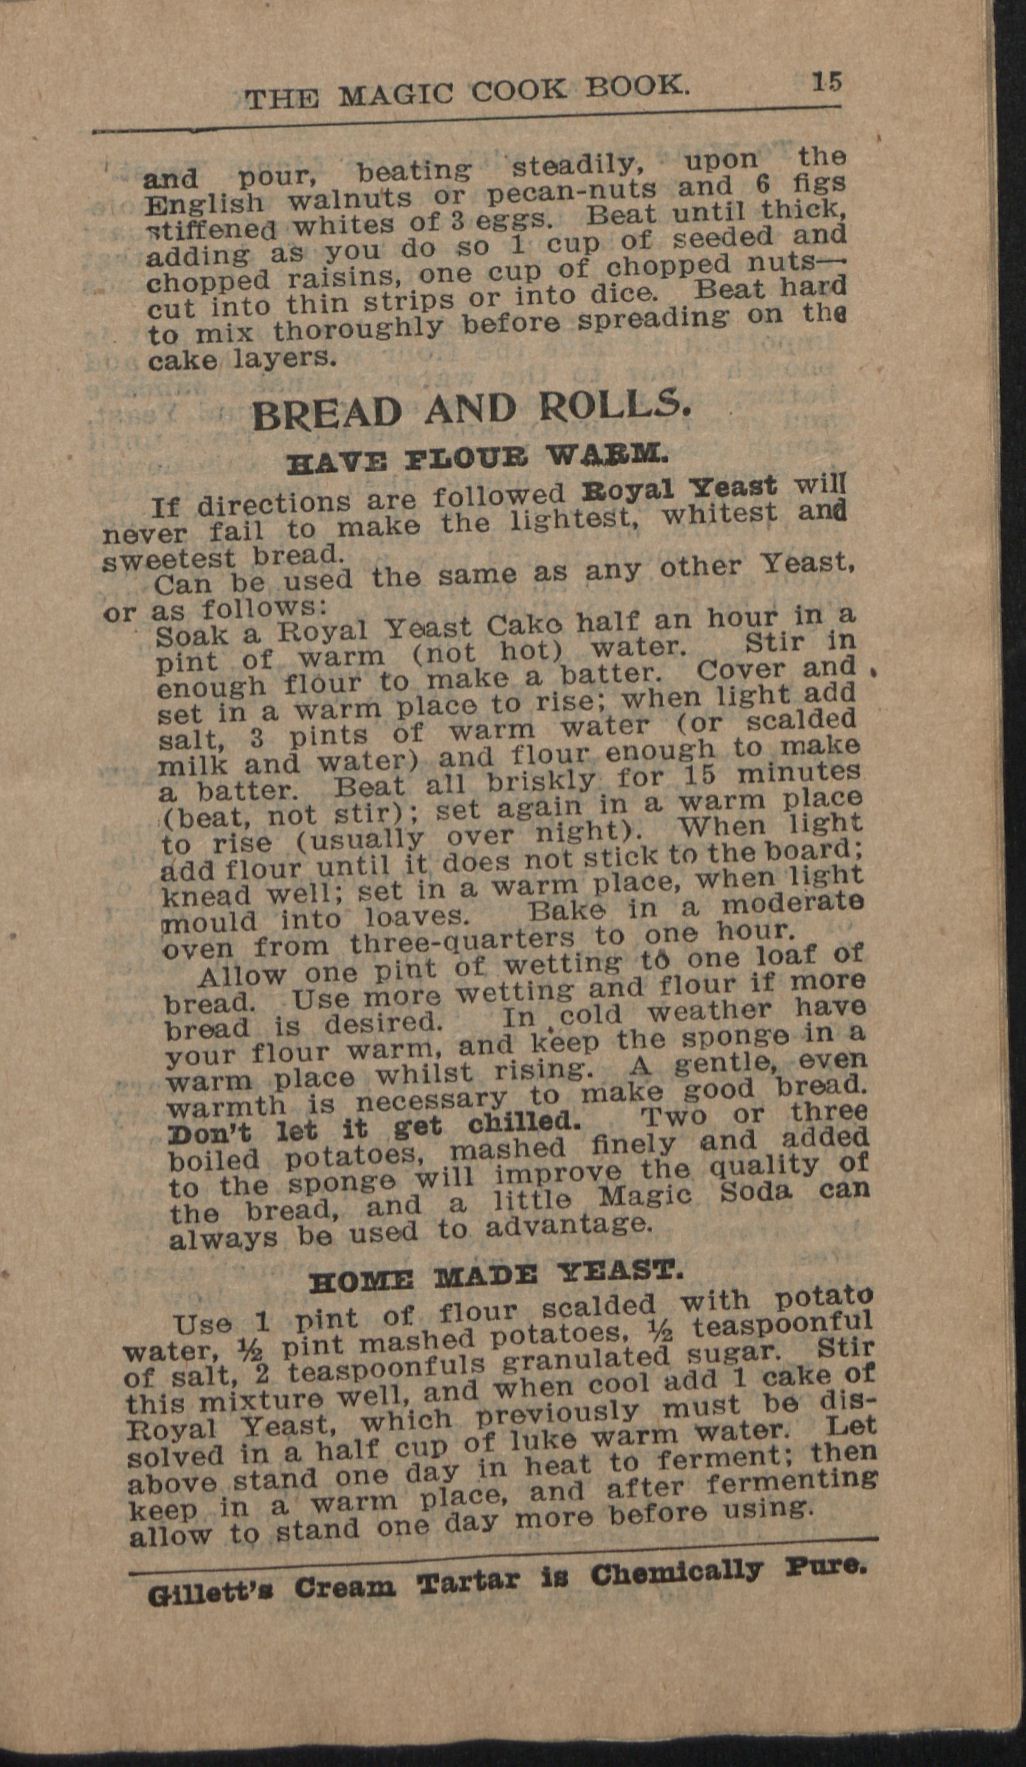 THE MAGIC COOK BOOK. 15
and pour, beating steadily, upon the
English walnuts or pecan-nuts and 6 figs
stiffened whites of 3 eggs. Beat until thick,
adding as you do so 1 cup of seeded and
chopped raisins, one cup of chopped nuts—
cut into thin strips or into dice. Beat hard
to mix thoroughly before spreading on the
cake layers.
BREAD AND ROLLS.
HAVE FLOUR WARM.
If directions are followed Royal Yeast will
never fail to make the lightest, whitest and
sweetest bread.
Can be used the same as any other Yeast,
or as follows:
Soak a Royal Yeast Cake half an hour in a
pint of warm (not hot) water. Stir in
enough flour to make a batter. Cover and
set in a warm place to rise; when light add
salt, 3 pints of warm water (or scalded
milk and water) and flour enough to make
a batter. Beat all briskly for 15 minutes
(beat, not stir); set again in a warm place
to rise (usually over night). When light
add flour until it does not stick to the board;
knead well; set in a warm place, when light
mould into loaves. Bake in a moderate
oven from three-quarters to one hour.
Allow one pint of wetting to one loaf of
bread. Use more wetting and flour if more
bread is desired. In cold weather have
your flour warm, and keep the sponge in a
warm place whilst rising. A gentle, even
warmth is necessary to make good bread.
Don't let it get chilled. Two or three
boiled potatoes, mashed finely and added
to the sponge will improve the quality of
the bread, and a little Magic Soda can
always be used to advantage.
HOME MADE YEAST.
Use 1 pint of flour scalded with potato
water, ½ pint mashed potatoes, ½ teaspoonful
of salt, 2 teaspoonfuls granulated sugar. Stir
this mixture well, and when cool add 1 cake of
Royal Yeast, which previously must be dis-
solved in a half cup of luke warm water. Let
above stand one day in heat to ferment; then
keep in a warm place, and after fermenting
allow to stand one day more before using.
Gillett's Cream Tartar is Chemically Pure.